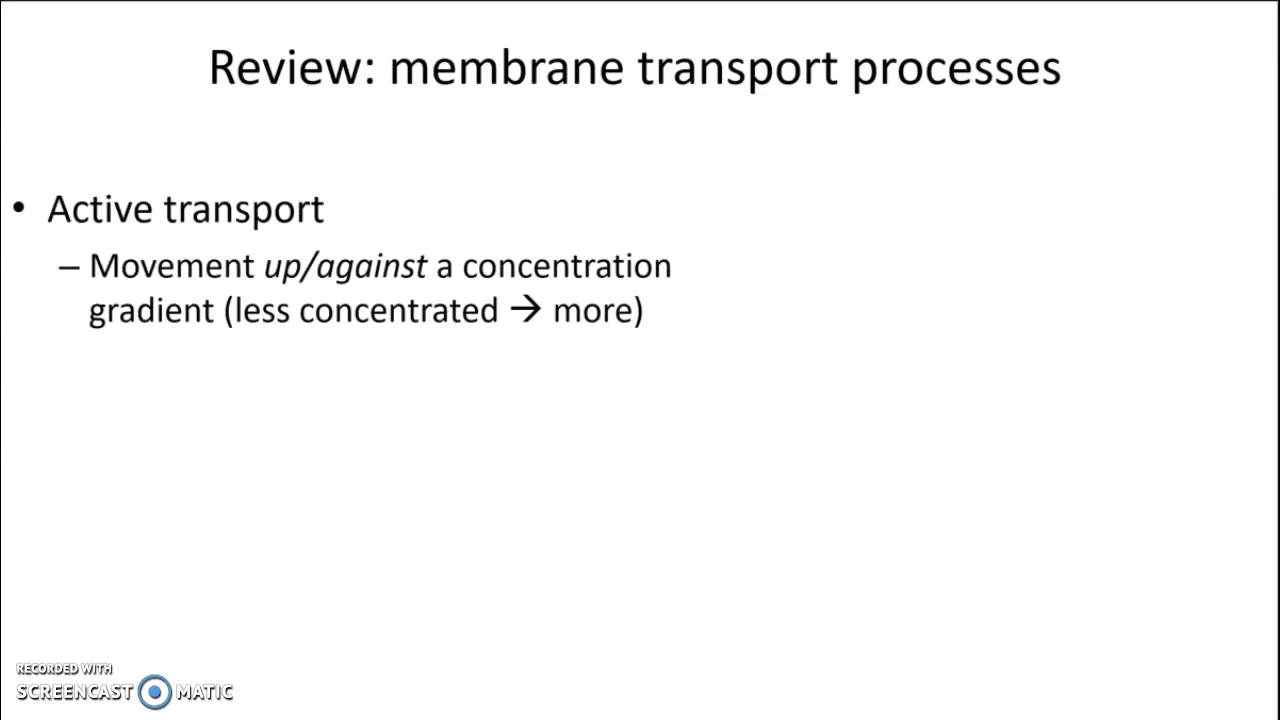 Review: membrane transport processes
• Active transport
– Movement up/against a concentration
gradient (less concentrated → more)
RECORDED WITH
SCREENCAST MATIC